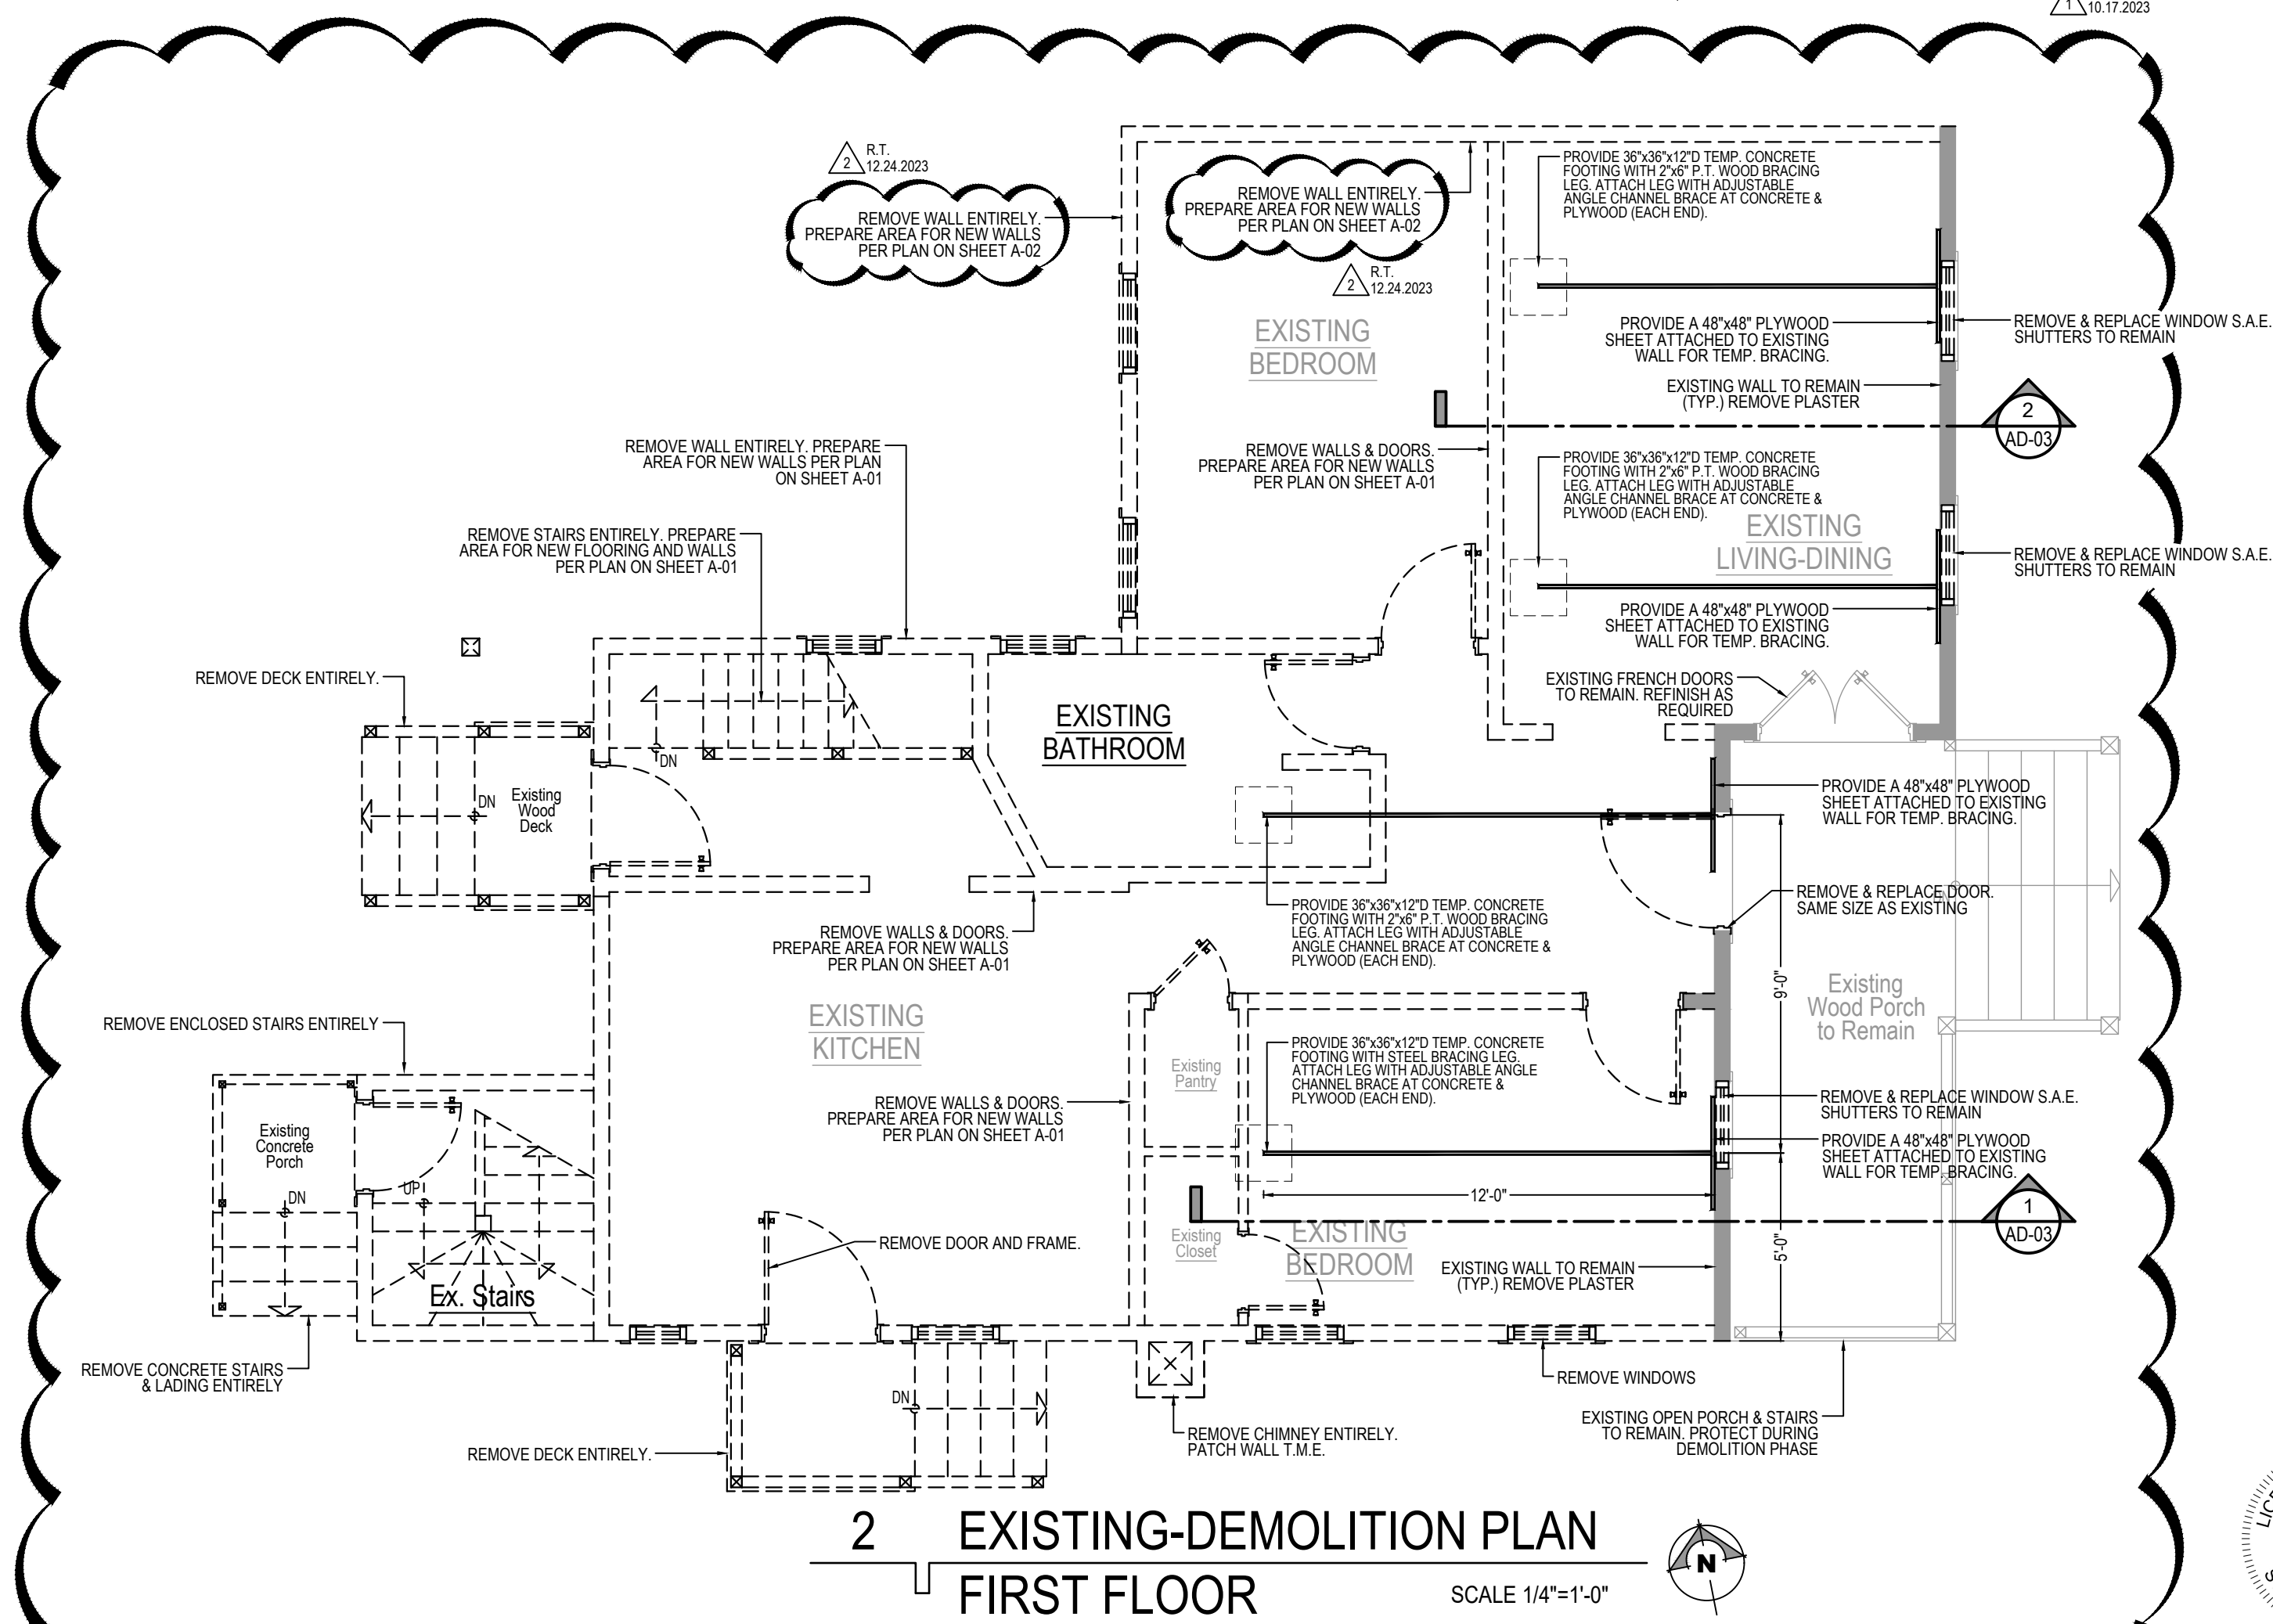 1
10.17.2023
2
R.T.
12.24.2023
REMOVE WALL ENTIRELY.
PREPARE AREA FOR NEW WALLS
PER PLAN ON SHEET A-02
REMOVE WALL ENTIRELY.
PREPARE AREA FOR NEW WALLS
PER PLAN ON SHEET A-02
2
R.T.
12.24.2023
PROVIDE 36"x36"x12"D TEMP. CONCRETE
FOOTING WITH 2"x6" P.T. WOOD BRACING
LEG. ATTACH LEG WITH ADJUSTABLE
ANGLE CHANNEL BRACE AT CONCRETE &
PLYWOOD (EACH END).
EXISTING
BEDROOM
PROVIDE A 48"x48" PLYWOOD
SHEET ATTACHED TO EXISTING
WALL FOR TEMP. BRACING.
REMOVE & REPLACE WINDOW S.A.E.
SHUTTERS TO REMAIN
EXISTING WALL TO REMAIN
(TYP.) REMOVE PLASTER
2
AD-03
REMOVE WALL ENTIRELY. PREPARE
AREA FOR NEW WALLS PER PLAN
ON SHEET A-01
REMOVE WALLS & DOORS.
PREPARE AREA FOR NEW WALLS
PER PLAN ON SHEET A-01
PROVIDE 36"x36"x12"D TEMP. CONCRETE
FOOTING WITH 2"x6" P.T. WOOD BRACING
LEG. ATTACH LEG WITH ADJUSTABLE
ANGLE CHANNEL BRACE AT CONCRETE &
PLYWOOD (EACH END).
EXISTING
LIVING-DINING
REMOVE STAIRS ENTIRELY. PREPARE
AREA FOR NEW FLOORING AND WALLS
PER PLAN ON SHEET A-01
REMOVE & REPLACE WINDOW S.A.E.
SHUTTERS TO REMAIN
PROVIDE A 48"x48" PLYWOOD
SHEET ATTACHED TO EXISTING
WALL FOR TEMP. BRACING.
REMOVE DECK ENTIRELY.
EXISTING FRENCH DOORS
TO REMAIN. REFINISH AS
REQUIRED
EXISTING
BATHROOM
DN
DN
Existing
Wood
Deck
PROVIDE A 48"x48" PLYWOOD
SHEET ATTACHED TO EXISTING
WALL FOR TEMP. BRACING.
REMOVE & REPLACE DOOR.
SAME SIZE AS EXISTING
PROVIDE 36"x36"x12"D TEMP. CONCRETE
FOOTING WITH 2"x6" P.T. WOOD BRACING
LEG. ATTACH LEG WITH ADJUSTABLE
ANGLE CHANNEL BRACE AT CONCRETE &
PLYWOOD (EACH END).
REMOVE WALLS & DOORS.
PREPARE AREA FOR NEW WALLS
PER PLAN ON SHEET A-01
9'-0"
Existing
Wood Porch
to Remain
REMOVE ENCLOSED STAIRS ENTIRELY
EXISTING
KITCHEN
PROVIDE 36"x36"x12"D TEMP. CONCRETE
FOOTING WITH STEEL BRACING LEG.
ATTACH LEG WITH ADJUSTABLE ANGLE
CHANNEL BRACE AT CONCRETE &
PLYWOOD (EACH END).
Existing
Pantry
REMOVE WALLS & DOORS.
PREPARE AREA FOR NEW WALLS
PER PLAN ON SHEET A-01
REMOVE & REPLACE WINDOW S.A.E.
SHUTTERS TO REMAIN
PROVIDE A 48"x48" PLYWOOD
SHEET ATTACHED TO EXISTING
WALL FOR TEMP. BRACING.
Existing
Concrete
Porch
DN
UP
12'-0"
1
AD-03
REMOVE DOOR AND FRAME.
Existing
Closet
EXISTING
BEDROOM
5'-0"
EXISTING WALL TO REMAIN
(TYP.) REMOVE PLASTER
Ex. Stairs
REMOVE CONCRETE STAIRS
& LADING ENTIRELY
REMOVE WINDOWS
DN
REMOVE CHIMNEY ENTIRELY.
PATCH WALL T.M.E.
EXISTING OPEN PORCH & STAIRS
TO REMAIN. PROTECT DURING
DEMOLITION PHASE
REMOVE DECK ENTIRELY.
2
EXISTING-DEMOLITION PLAN
FIRST FLOOR
SCALE 1/4"=1'-0"
N